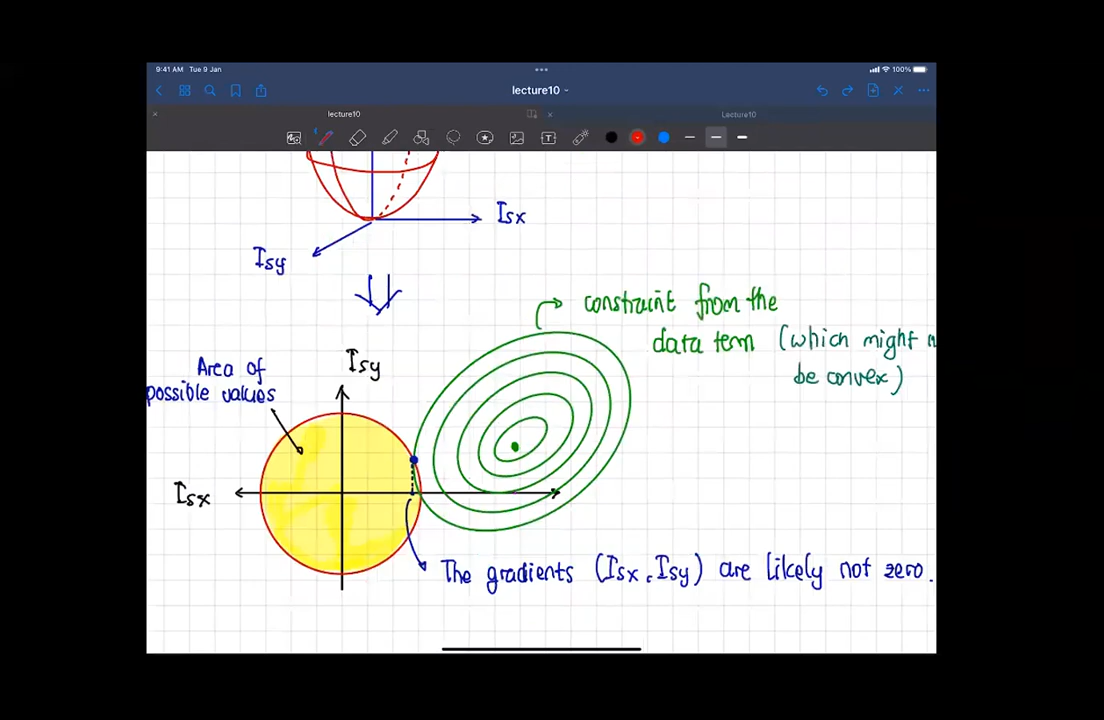 9:41 AM Tue 9 Jan
100%
lecture10
lecture10
Lecture10
Isx
Isy
constraint from the
data term (which might
be convex)
Area of
possible values
Isy
Isx
The gradients (Isx, Isy) are likely not zero.